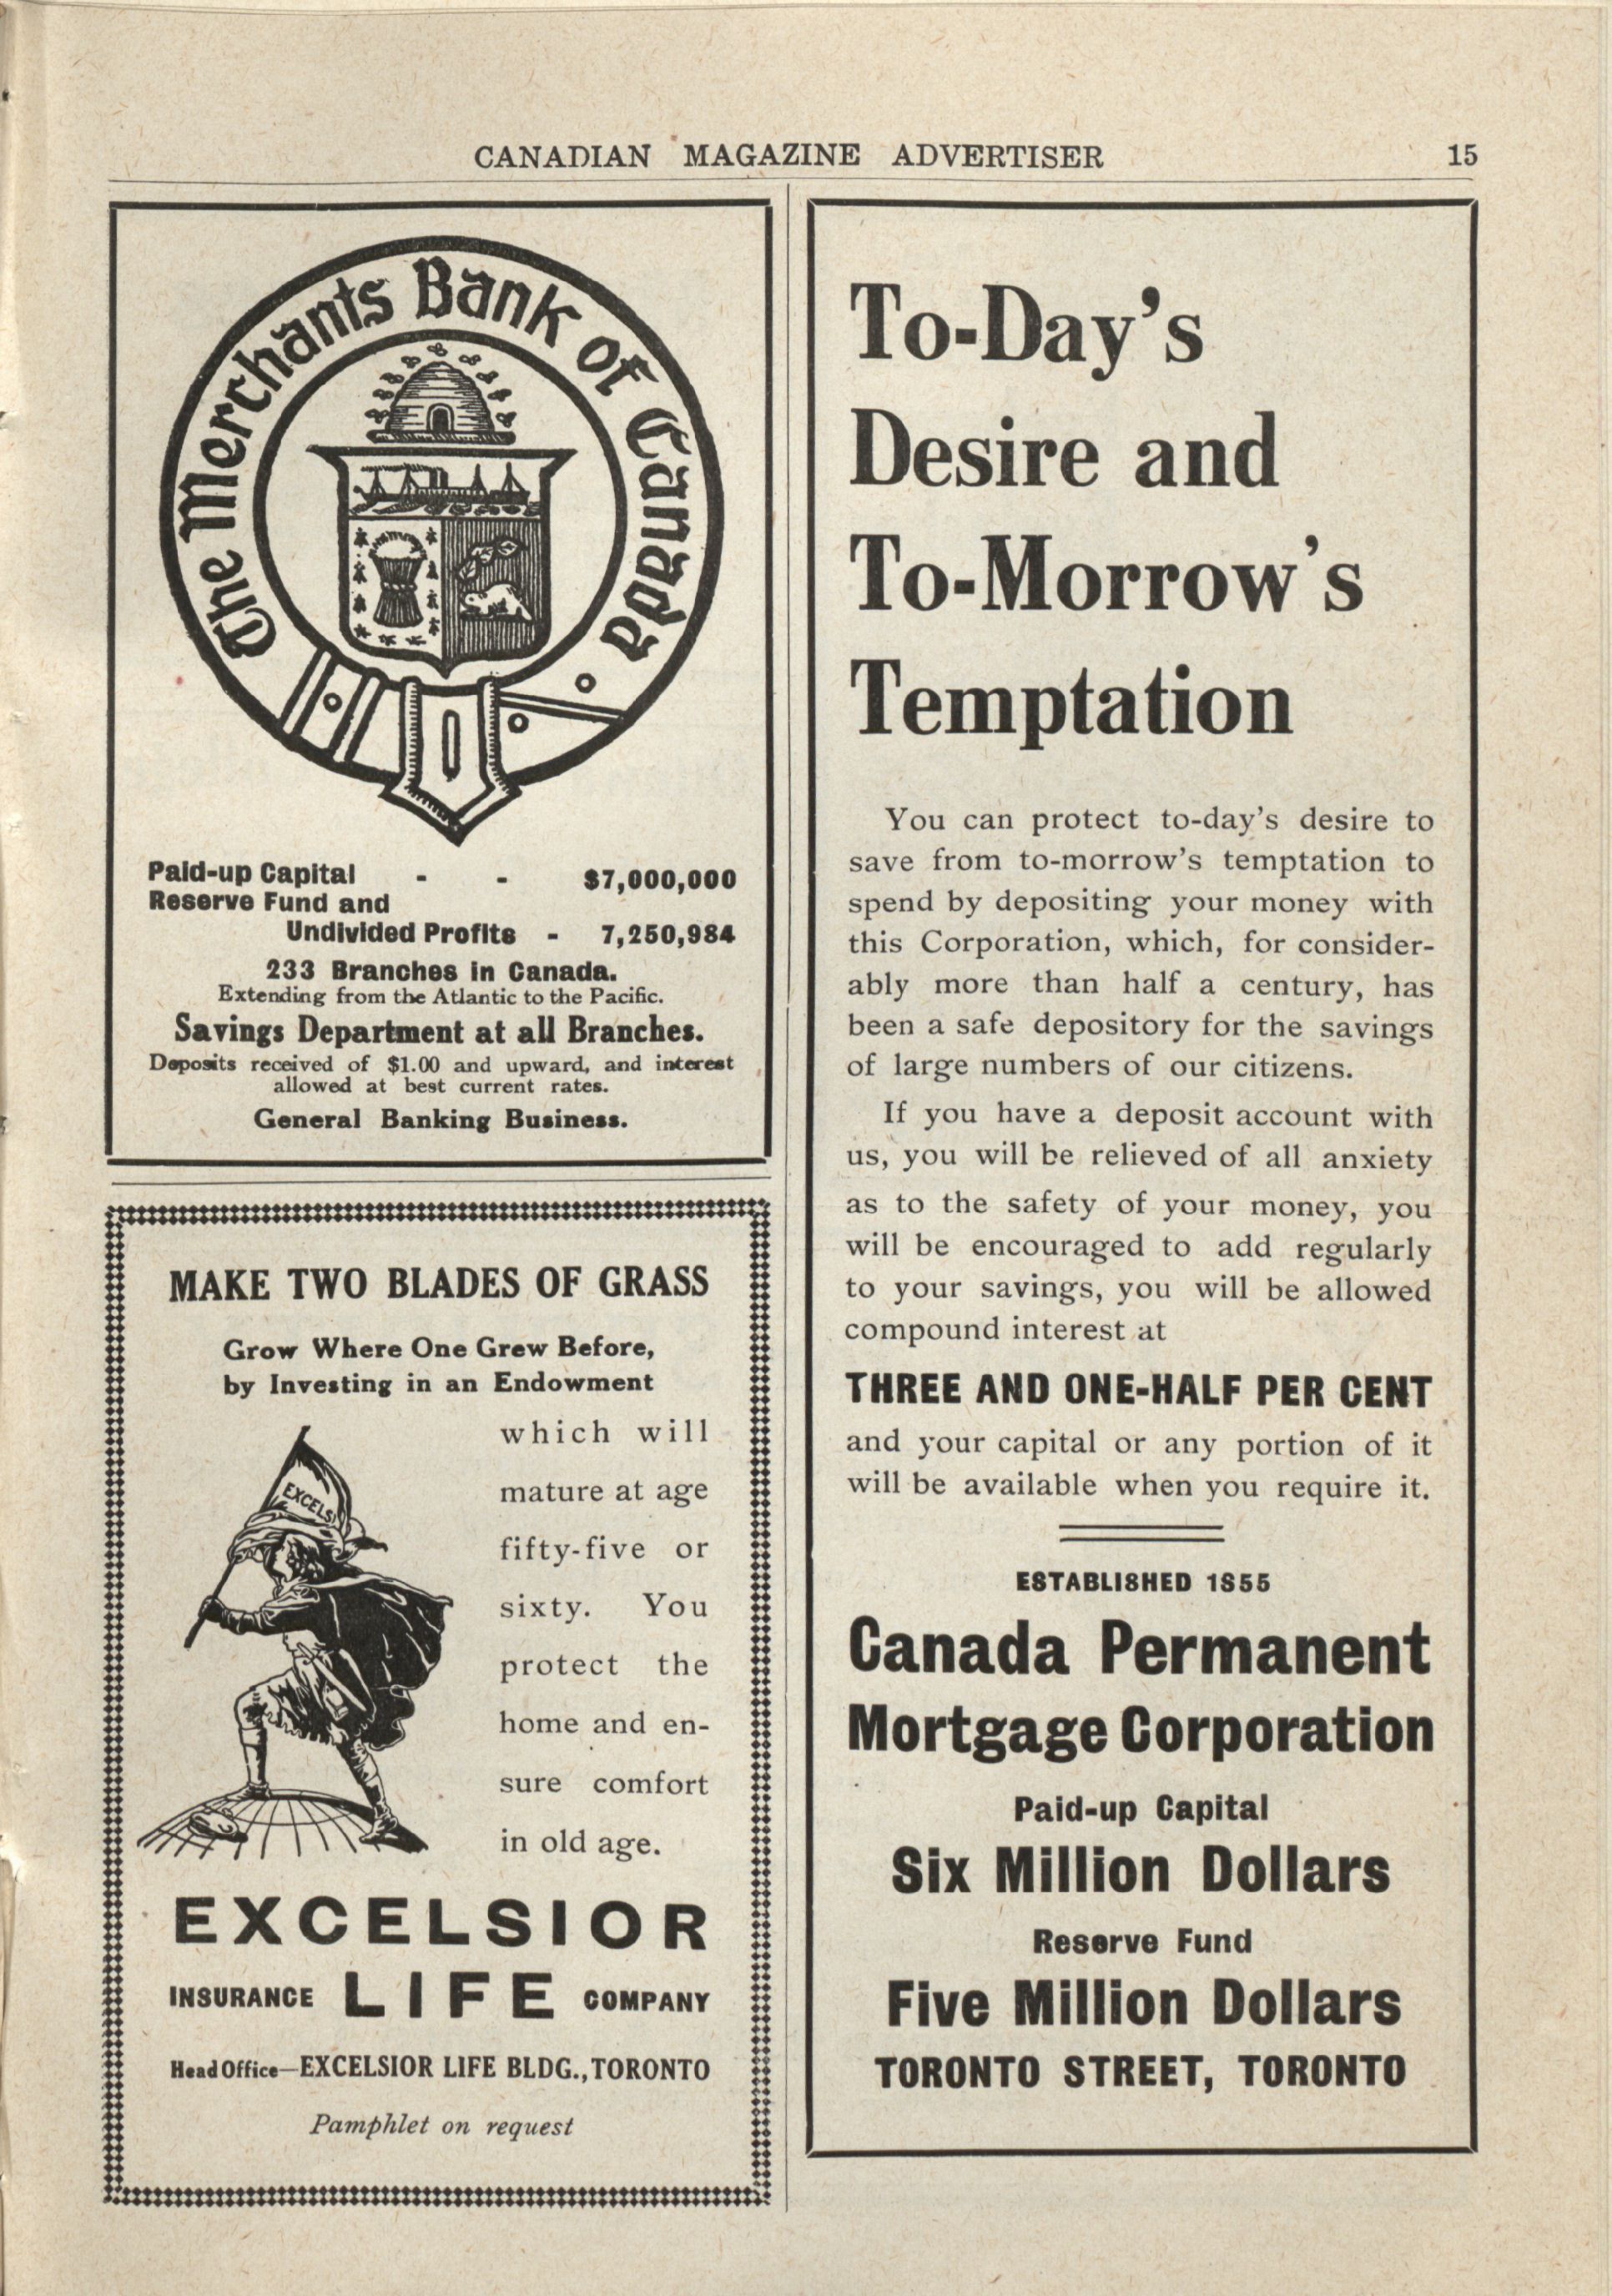 CANADIAN MAGAZINE ADVERTISER 15
The Merchants Bank of Canada
Paid-up Capital - - $7,000,000
Reserve Fund and
Undivided Profits - 7,250,984
233 Branches in Canada.
Extending from the Atlantic to the Pacific.
Savings Department at all Branches.
Deposits received of $1.00 and upward, and interest
allowed at best current rates.
General Banking Business.
MAKE TWO BLADES OF GRASS
Grow Where One Grew Before,
by Investing in an Endowment
which will
mature at age
fifty-five or
sixty. You
protect the
home and en-
sure comfort
in old age.
EXCELSI
EXCELSIOR
INSURANCE LIFE COMPANY
Head Office—EXCELSIOR LIFE BLDG., TORONTO
Pamphlet on request
To-Day's
Desire and
To-Morrow's
Temptation
You can protect to-day's desire to
save from to-morrow's temptation to
spend by depositing your money with
this Corporation, which, for consider-
ably more than half a century, has
been a safe depository for the savings
of large numbers of our citizens.
If you have a deposit account with
us, you will be relieved of all anxiety
as to the safety of your money, you
will be encouraged to add regularly
to your savings, you will be allowed
compound interest at
THREE AND ONE-HALF PER CENT
and your capital or any portion of it
will be available when you require it.
ESTABLISHED 1855
Canada Permanent
Mortgage Corporation
Paid-up Capital
Six Million Dollars
Reserve Fund
Five Million Dollars
TORONTO STREET, TORONTO